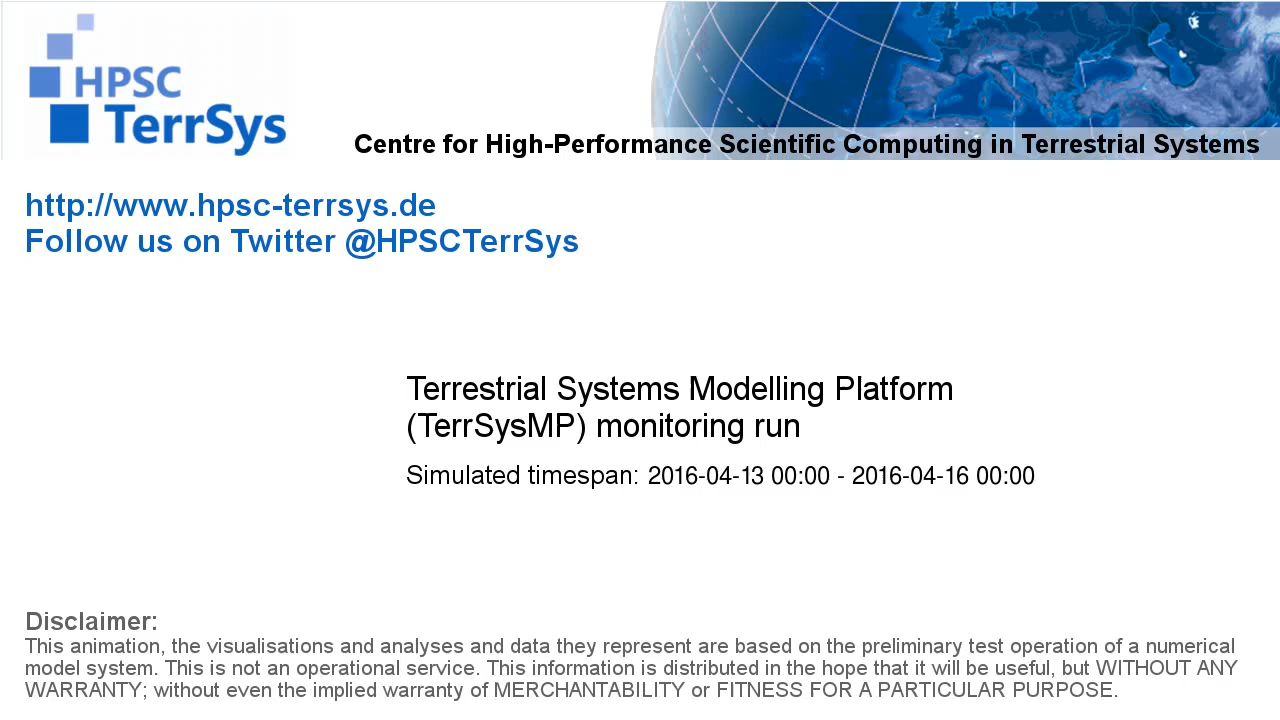 HPSC
TerrSys
Centre for High-Performance Scientific Computing in Terrestrial Systems
http://www.hpsc-terrsys.de
Follow us on Twitter @HPSCTerrSys
Terrestrial Systems Modelling Platform
(TerrSysMP) monitoring run
Simulated timespan: 2016-04-13 00:00 - 2016-04-16 00:00
Disclaimer:
This animation, the visualisations and analyses and data they represent are based on the preliminary test operation of a numerical
model system. This is not an operational service. This information is distributed in the hope that it will be useful, but WITHOUT ANY
WARRANTY; without even the implied warranty of MERCHANTABILITY or FITNESS FOR A PARTICULAR PURPOSE.